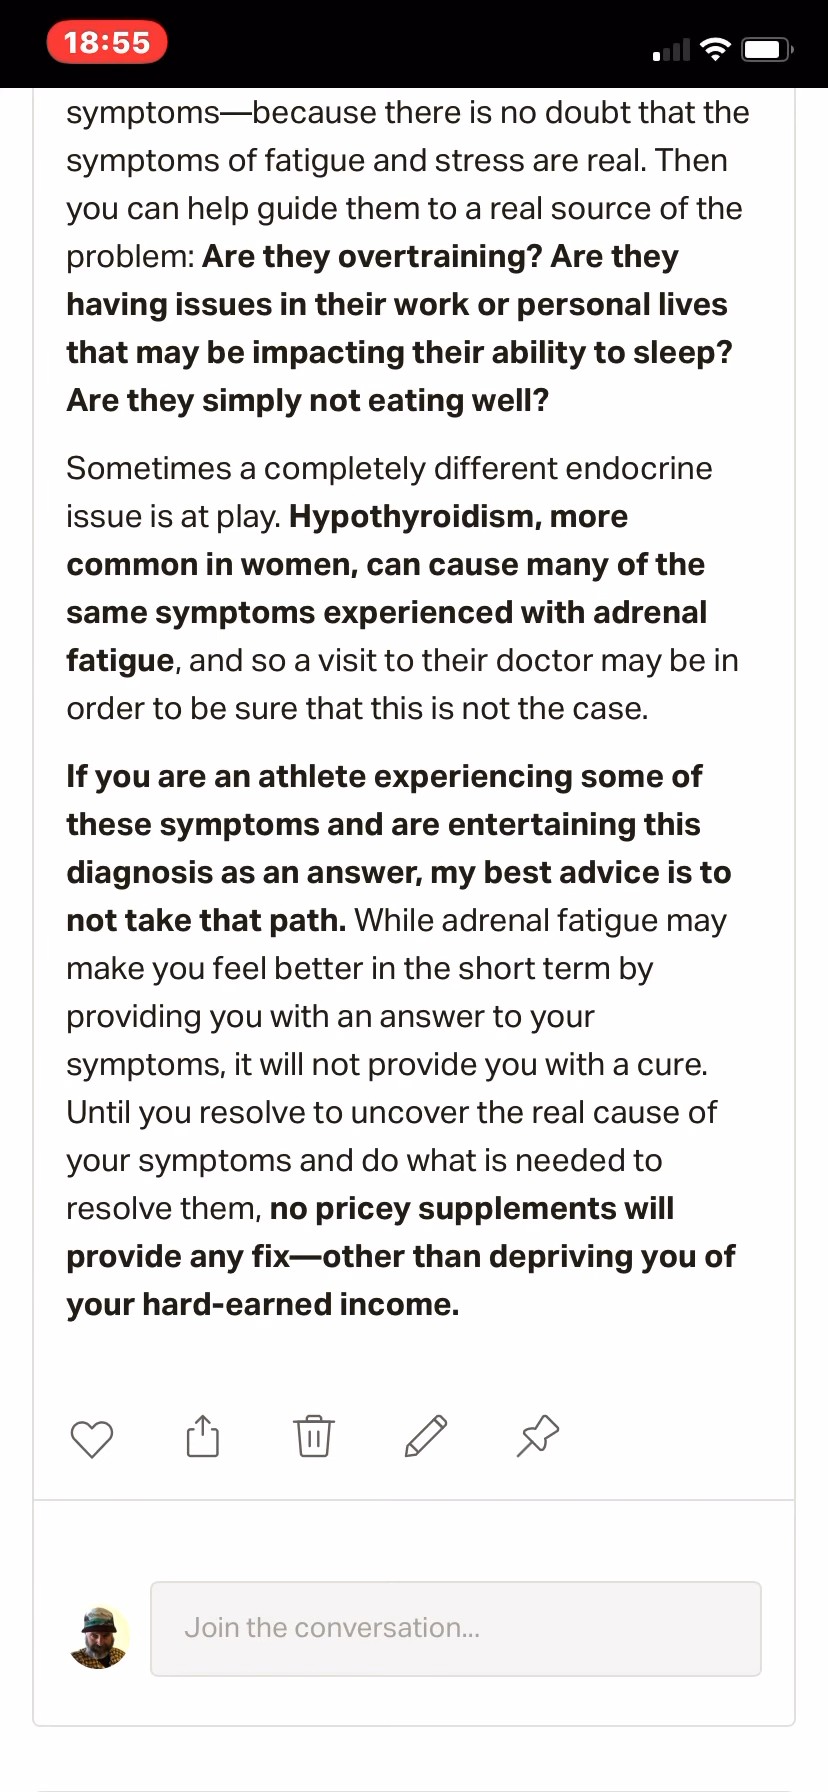 18:55
symptoms—because there is no doubt that the
symptoms of fatigue and stress are real. Then
you can help guide them to a real source of the
problem: Are they overtraining? Are they
having issues in their work or personal lives
that may be impacting their ability to sleep?
Are they simply not eating well?
Sometimes a completely different endocrine
issue is at play. Hypothyroidism, more
common in women, can cause many of the
same symptoms experienced with adrenal
fatigue, and so a visit to their doctor may be in
order to be sure that this is not the case.
If you are an athlete experiencing some of
these symptoms and are entertaining this
diagnosis as an answer, my best advice is to
not take that path. While adrenal fatigue may
make you feel better in the short term by
providing you with an answer to your
symptoms, it will not provide you with a cure.
Until you resolve to uncover the real cause of
your symptoms and do what is needed to
resolve them, no pricey supplements will
provide any fix—other than depriving you of
your hard-earned income.
Join the conversation...